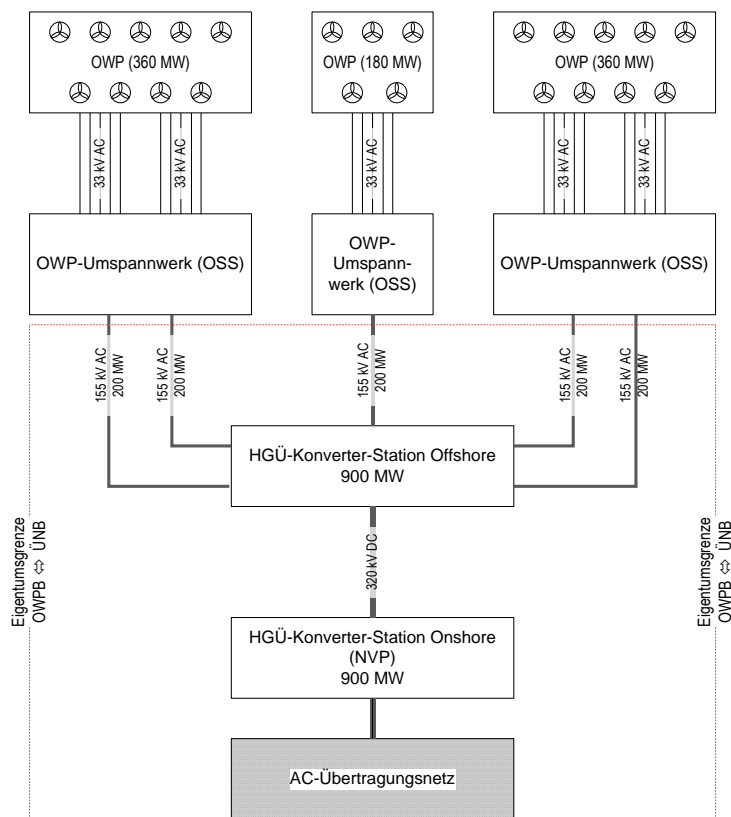 OWP (360 MW)
OWP (180 MW)
OWP (360 MW)
33 kV AC
33 kV AC
33 kV AC
33 kV AC
33 kV AC
OWP-Umspannwerk (OSS)
OWP-
Umspann-
werk (OSS)
OWP-Umspannwerk (OSS)
155 kV AC
200 MW
155 kV AC
200 MW
155 kV AC
200 MW
155 kV AC
200 MW
155 kV AC
200 MW
HGÜ-Konverter-Station Offshore
900 MW
Eigentumsgrenze
OWPB ⇔ ÜNB
320 kV DC
Eigentumsgrenze
OWPB ⇔ ÜNB
HGÜ-Konverter-Station Onshore
(NVP)
900 MW
AC-Übertragungsnetz